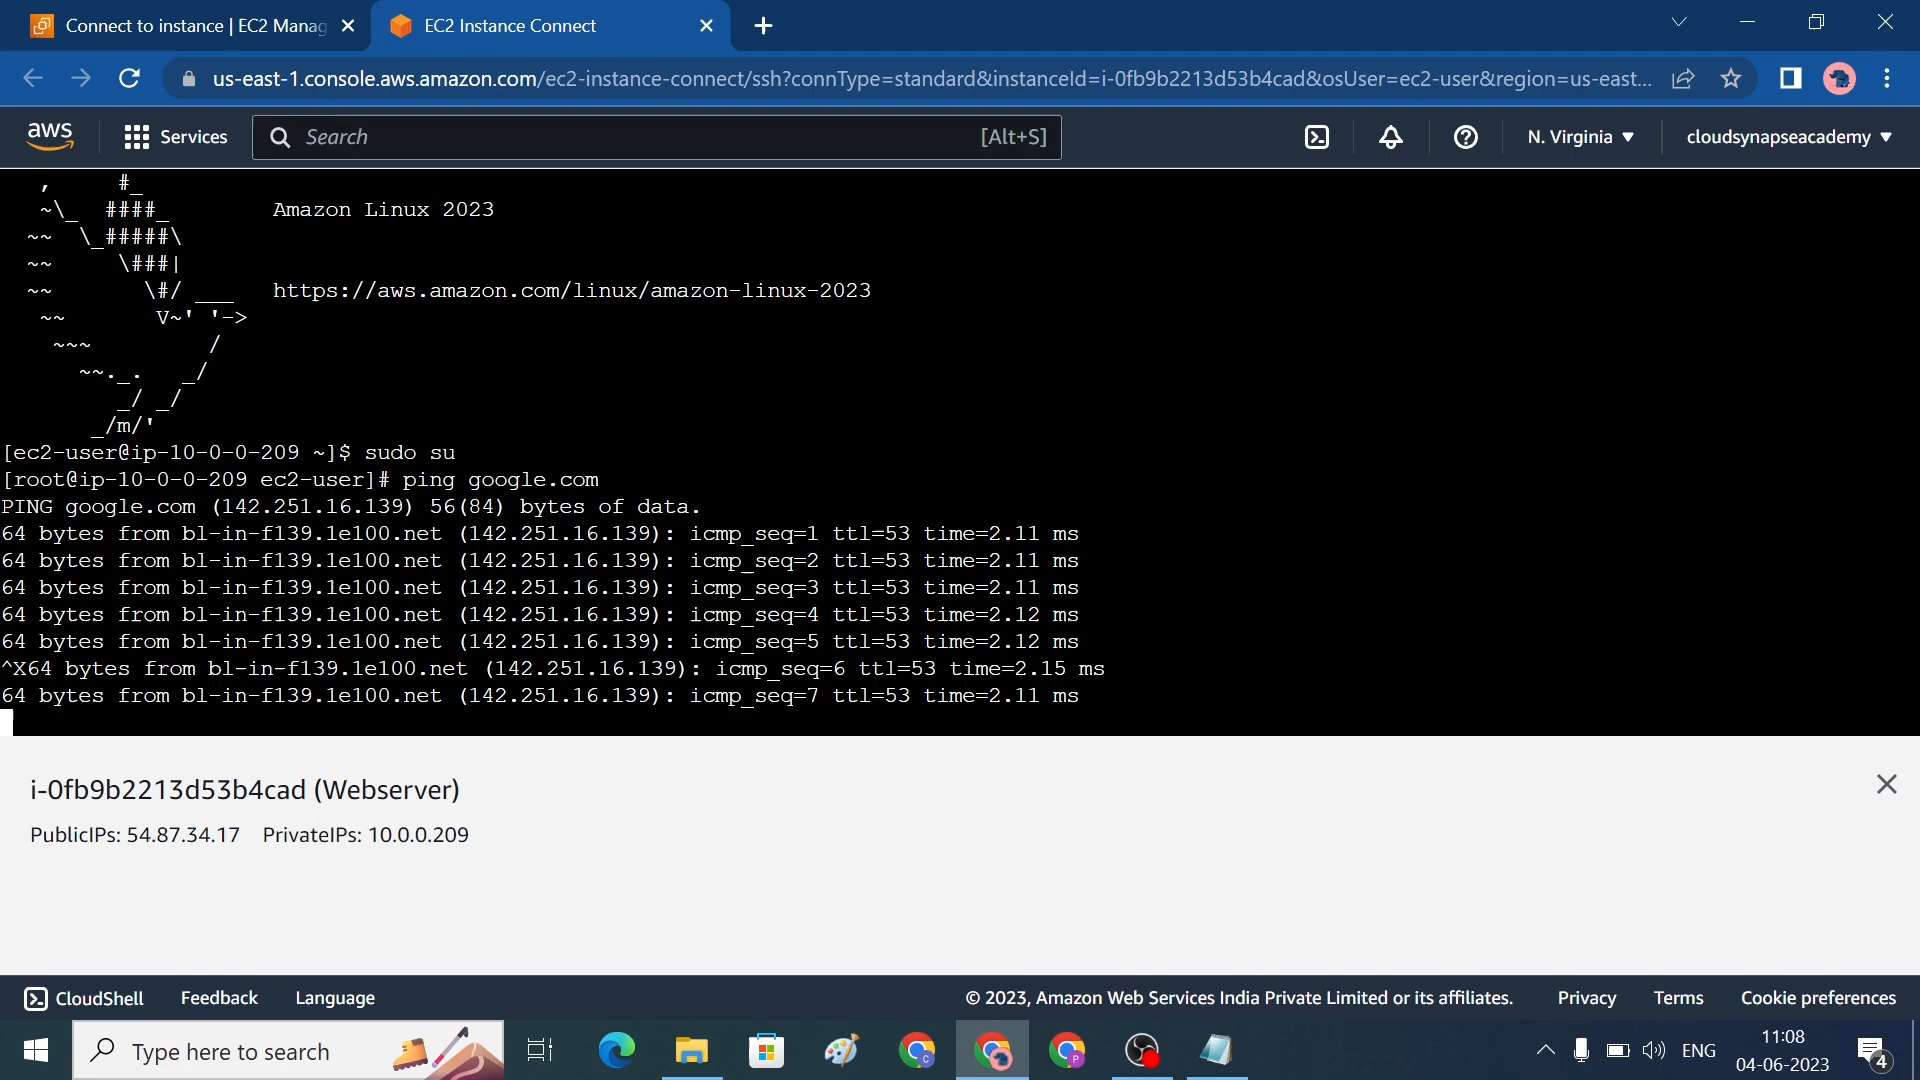 Connect to instance | EC2 Manag
EC2 Instance Connect
us-east-1.console.aws.amazon.com/ec2-instance-connect/ssh?connType=standard&instanceId=i-0fb9b2213d53b4cad&osUser=ec2-user&region=us-east...
aws
Services
Search
[Alt+S]
N. Virginia
cloudsynapseacademy
   ,      #_
   ~\_  ####_        Amazon Linux 2023
  ~~  \_#####\
  ~~     \###|
  ~~       \#/ ___   https://aws.amazon.com/linux/amazon-linux-2023
   ~~       V~' '->
    ~~~         /
      ~~._.   _/
         _/ _/
       _/m/'
[ec2-user@ip-10-0-0-209 ~]$ sudo su
[root@ip-10-0-0-209 ec2-user]# ping google.com
PING google.com (142.251.16.139) 56(84) bytes of data.
64 bytes from bl-in-f139.1e100.net (142.251.16.139): icmp_seq=1 ttl=53 time=2.11 ms
64 bytes from bl-in-f139.1e100.net (142.251.16.139): icmp_seq=2 ttl=53 time=2.11 ms
64 bytes from bl-in-f139.1e100.net (142.251.16.139): icmp_seq=3 ttl=53 time=2.11 ms
64 bytes from bl-in-f139.1e100.net (142.251.16.139): icmp_seq=4 ttl=53 time=2.12 ms
64 bytes from bl-in-f139.1e100.net (142.251.16.139): icmp_seq=5 ttl=53 time=2.12 ms
^X64 bytes from bl-in-f139.1e100.net (142.251.16.139): icmp_seq=6 ttl=53 time=2.15 ms
64 bytes from bl-in-f139.1e100.net (142.251.16.139): icmp_seq=7 ttl=53 time=2.11 ms
i-0fb9b2213d53b4cad (Webserver)
PublicIPs: 54.87.34.17 PrivateIPs: 10.0.0.209
CloudShell Feedback Language
© 2023, Amazon Web Services India Private Limited or its affiliates. Privacy Terms Cookie preferences
Type here to search
C
P
ENG
11:08
04-06-2023
4